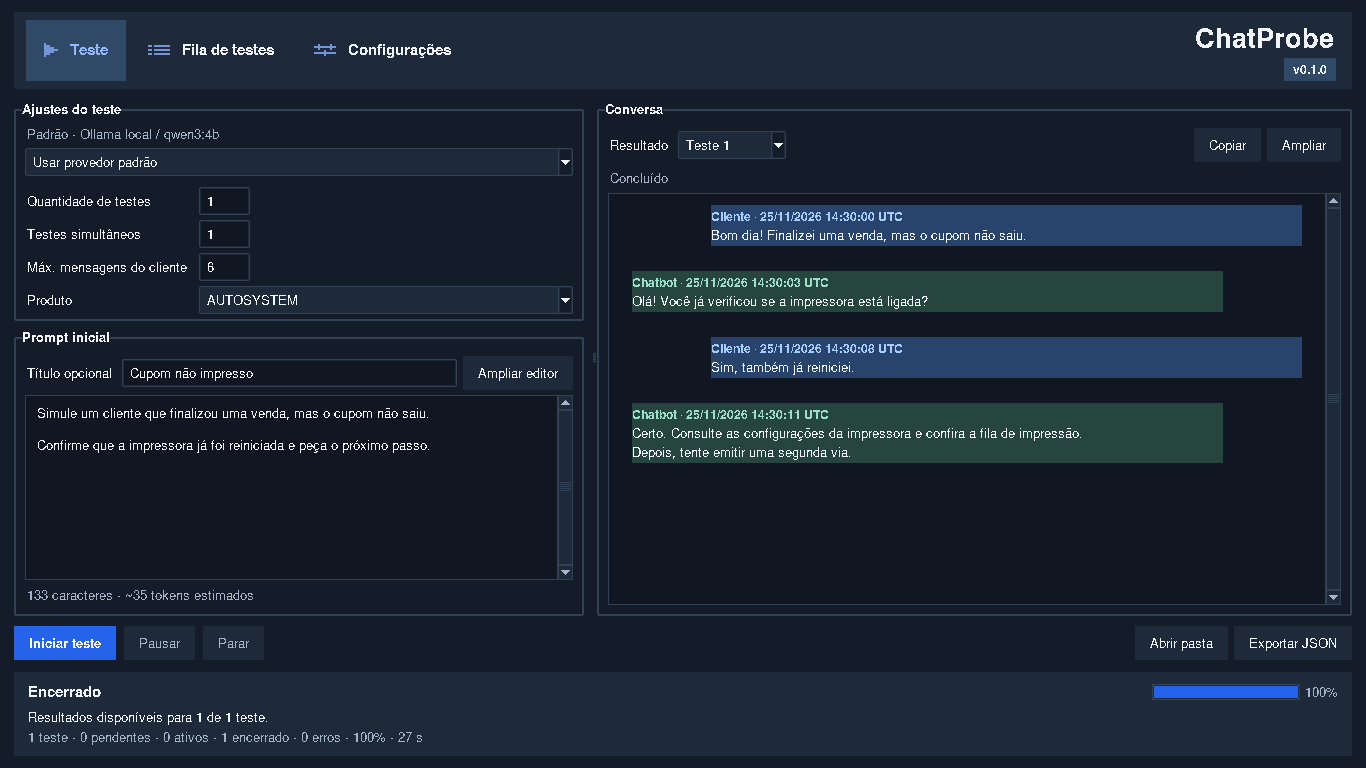 Teste
Fila de testes
Configurações
ChatProbe
v0.1.0
Ajustes do teste
Padrão · Ollama local / qwen3:4b
Usar provedor padrão
Quantidade de testes 1
Testes simultâneos 1
Máx. mensagens do cliente 6
Produto AUTOSYSTEM
Prompt inicial
Título opcional Cupom não impresso Ampliar editor
Simule um cliente que finalizou uma venda, mas o cupom não saiu.
Confirme que a impressora já foi reiniciada e peça o próximo passo.
133 caracteres · ~35 tokens estimados
Conversa
Resultado Teste 1 Copiar Ampliar
Concluído
Cliente · 25/11/2026 14:30:00 UTC
Bom dia! Finalizei uma venda, mas o cupom não saiu.
Chatbot · 25/11/2026 14:30:03 UTC
Olá! Você já verificou se a impressora está ligada?
Cliente · 25/11/2026 14:30:08 UTC
Sim, também já reiniciei.
Chatbot · 25/11/2026 14:30:11 UTC
Certo. Consulte as configurações da impressora e confira a fila de impressão.
Depois, tente emitir uma segunda via.
Iniciar teste Pausar Parar Abrir pasta Exportar JSON
Encerrado
100%
Resultados disponíveis para 1 de 1 teste.
1 teste · 0 pendentes · 0 ativos · 1 encerrado · 0 erros · 100% · 27 s